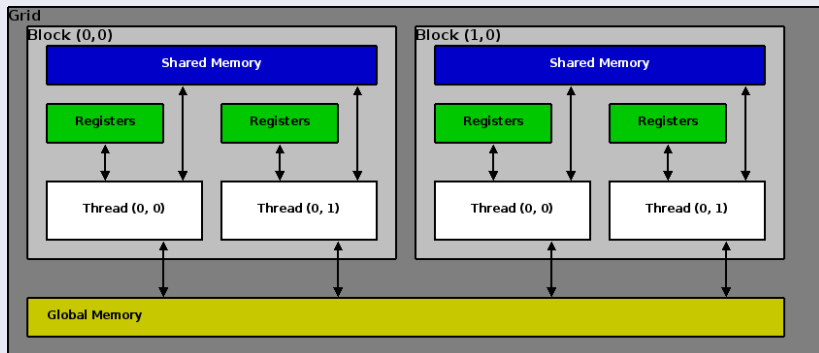 Grid
Block (0,0)
Block (1,0)
Shared Memory
Shared Memory
Registers
Registers
Registers
Registers
Thread (0, 0)
Thread (0, 1)
Thread (0, 0)
Thread (0, 1)
Global Memory